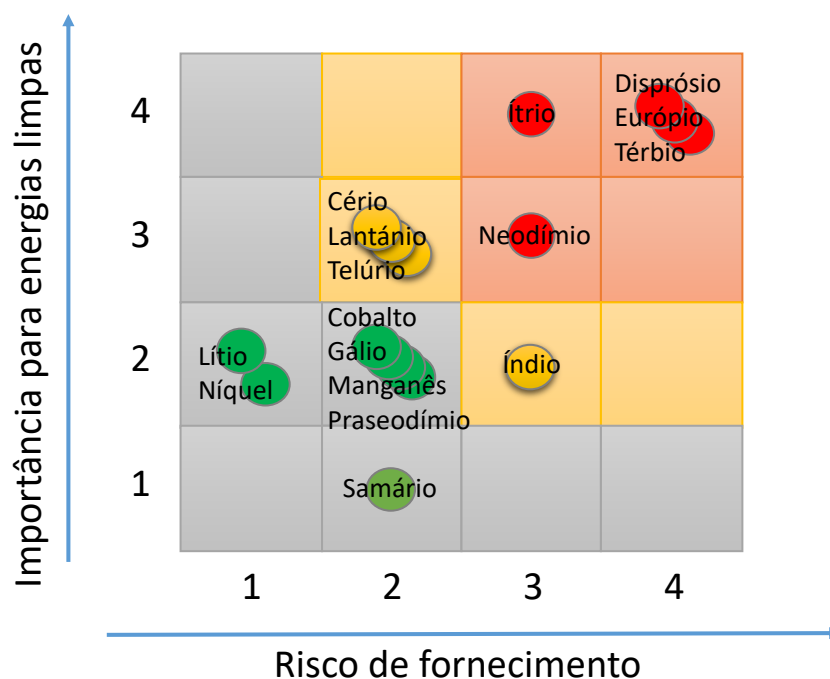 Importância para energias limpas
4
Ítrio
Disprósio
Európio
Térbio
3
Cério
Lantánio
Telúrio
Neodímio
2
Lítio
Níquel
Cobalto
Gálio
Manganês
Praseodímio
Índio
1
Samário
1
2
3
4
Risco de fornecimento